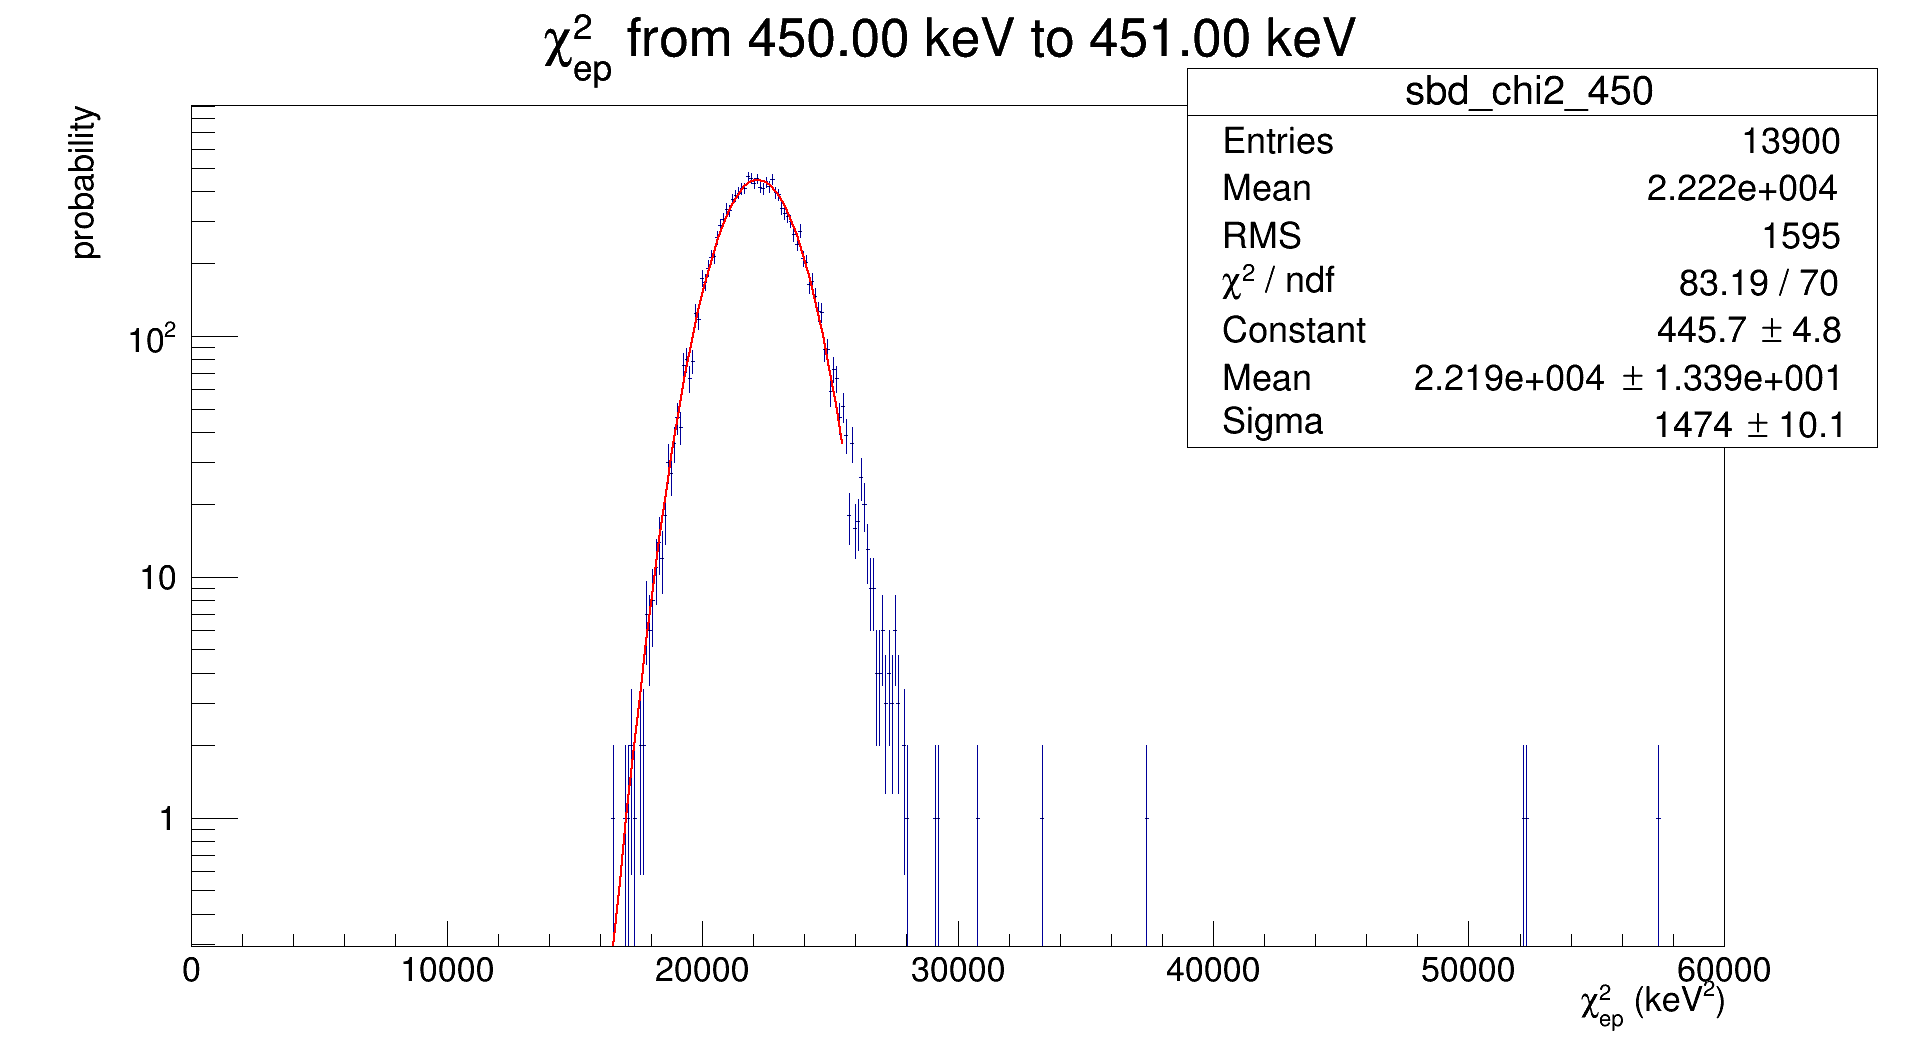 χ²ep from 450.00 keV to 451.00 keV
sbd_chi2_450
Entries 13900
Mean 2.222e+004
RMS 1595
χ² / ndf 83.19 / 70
Constant 445.7 ± 4.8
Mean 2.219e+004 ± 1.339e+001
Sigma 1474 ± 10.1
probability
10²
10
1
0 10000 20000 30000 40000 50000 60000
χ²ep (keV²)